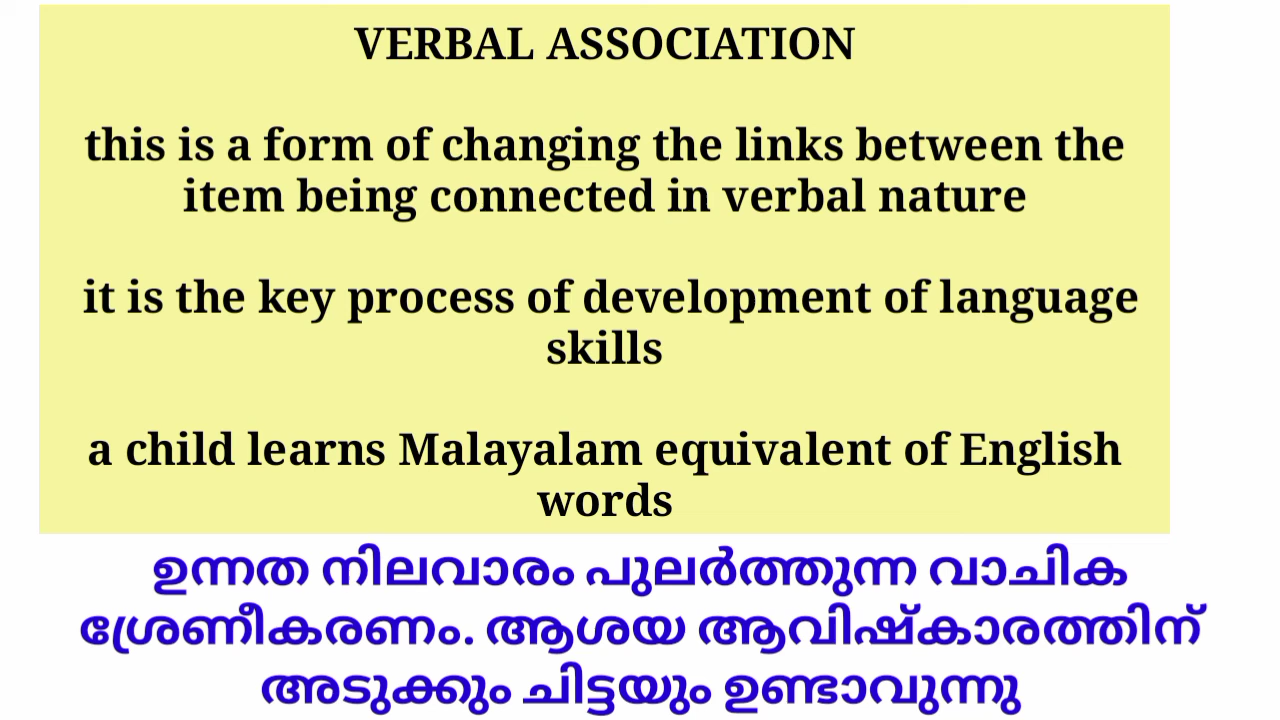 VERBAL ASSOCIATION
this is a form of changing the links between the
item being connected in verbal nature
it is the key process of development of language
skills
a child learns Malayalam equivalent of English
words
ഉന്നത നിലവാരം പുലർത്തുന്ന വാചിക
ശ്രേണീകരണം. ആശയ ആവിഷ്കാരത്തിന്
അടുക്കും ചിട്ടയും ഉണ്ടാവുന്നു